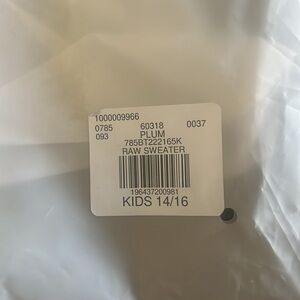 1000009966
0785 60318 0037
093 PLUM
785BT222165K
RAW SWEATER
196437200981
KIDS 14/16